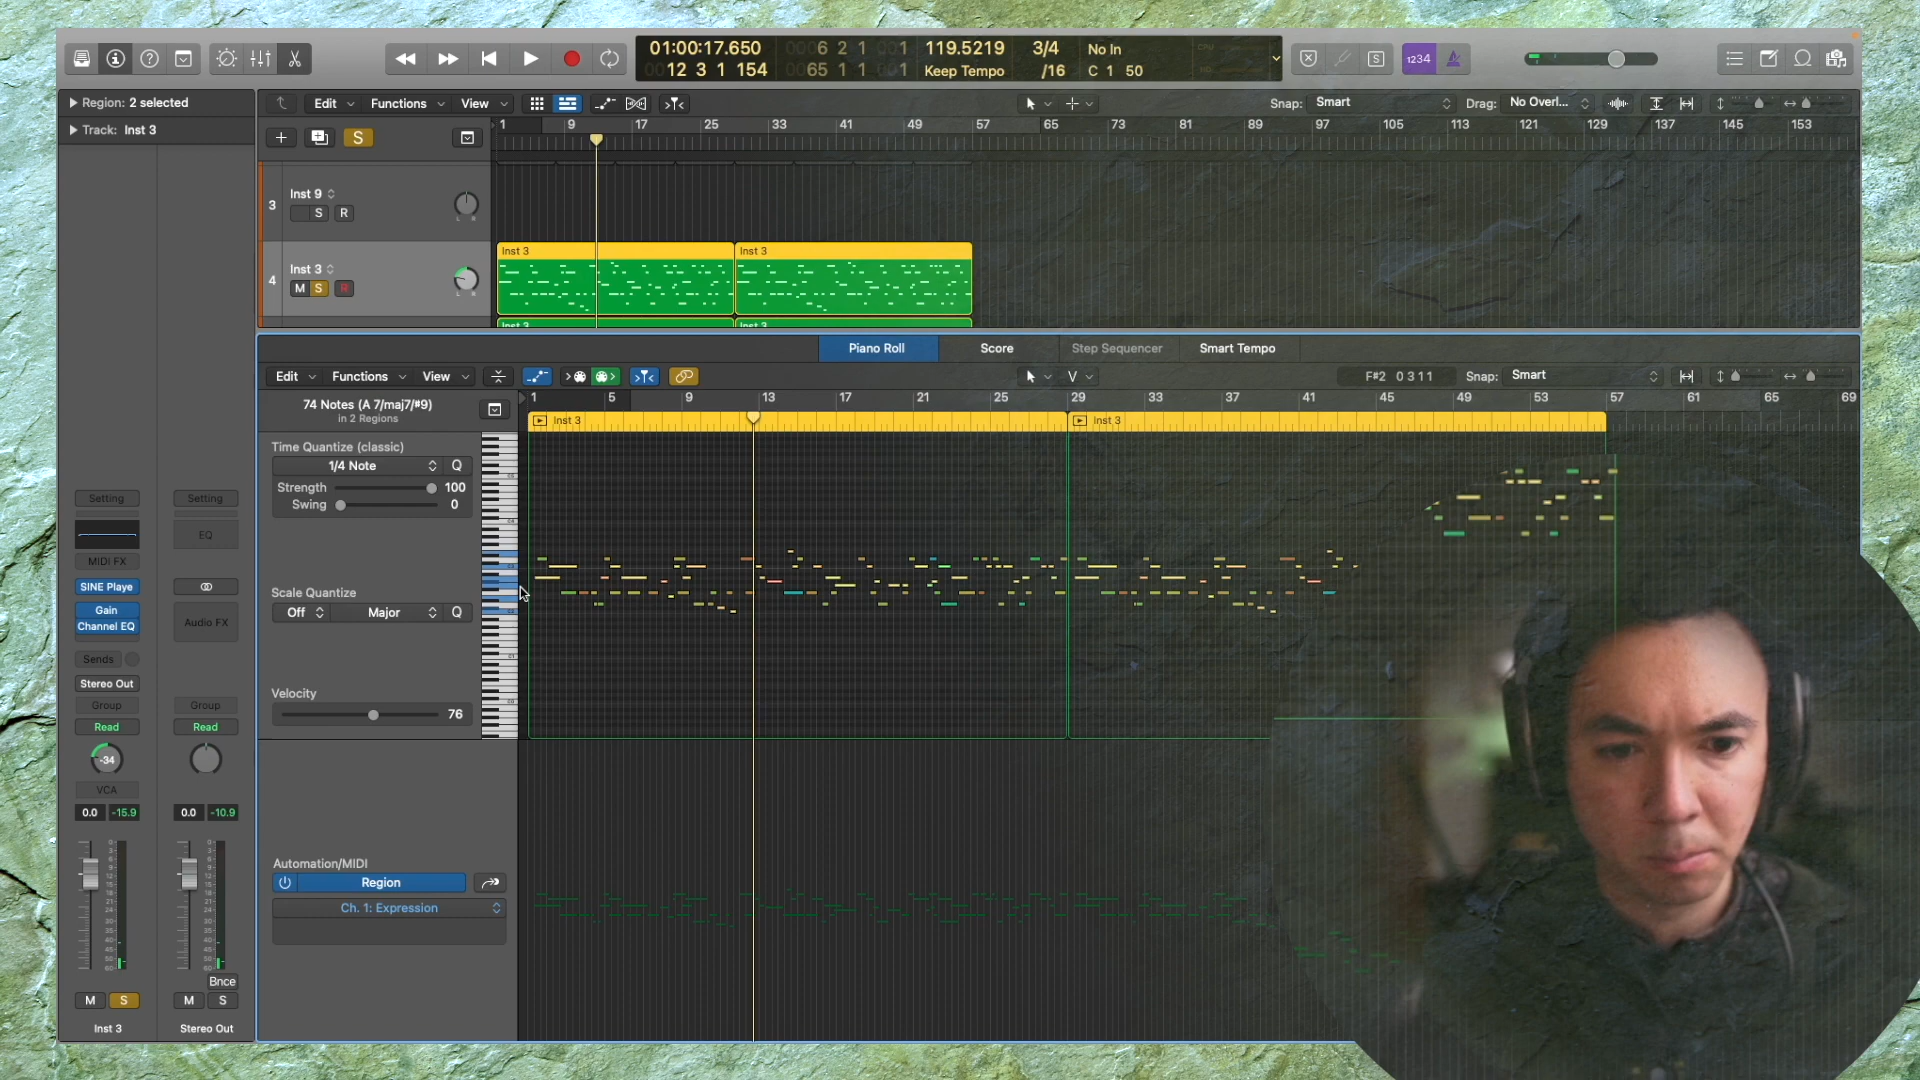 01:00:17.650
12 3 1 154
6 2 1 1
65 1 1 1
119.5219
Keep Tempo
3/4
/16
No In
C 1 50
1234
Region: 2 selected
Track: Inst 3
Edit Functions View
Snap: Smart
Drag: No Overl...
S
1 9 17 25 33 41 49 57 65 73 81 89 97 105 113 121 129 137 145 153
3
Inst 9
S R
L R
4
Inst 3
M S R
L R
Inst 3
Inst 3
Inst 3
Inst 3
Piano Roll
Score
Step Sequencer
Smart Tempo
Edit Functions View
V
F#2 0 3 1 1
Snap: Smart
74 Notes (A 7/maj7/#9)
in 2 Regions
1 5 9 13 17 21 25 29 33 37 41 45 49 53 57 61 65 69
Inst 3
Inst 3
Time Quantize (classic)
1/4 Note
Q
Strength 100
Swing 0
Scale Quantize
Off Major Q
Velocity
76
Automation/MIDI
Region
Ch. 1: Expression
Setting Setting
EQ
MIDI FX
SINE Playe
Gain
Channel EQ
Audio FX
Sends
Stereo Out
Group Group
Read Read
-34
VCA
0.0 -15.9 0.0 -10.9
Bnce
M S M S
Inst 3 Stereo Out